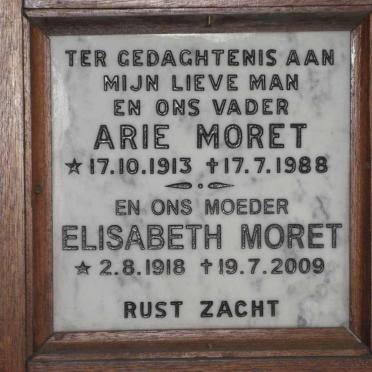 TER GEDACHTENIS AAN
MIJN LIEVE MAN
EN ONS VADER
ARIE MORET
★ 17.10.1913 ✝ 17.7.1988
EN ONS MOEDER
ELISABETH MORET
★ 2.8.1918 ✝ 19.7.2009
RUST ZACHT